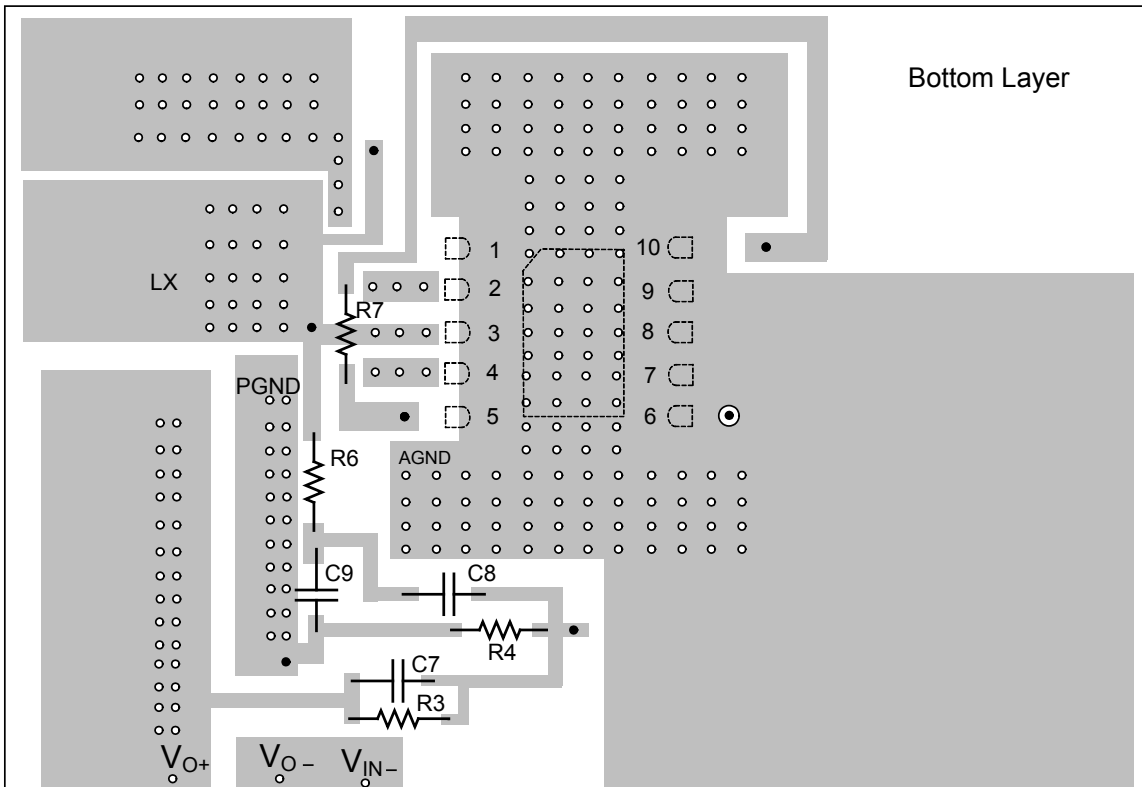 Bottom Layer
1
10
LX
2
9
R7
3
8
4
7
PGND
5
6
R6
AGND
C9
C8
R4
C7
R3
VO+
VO –
VIN –